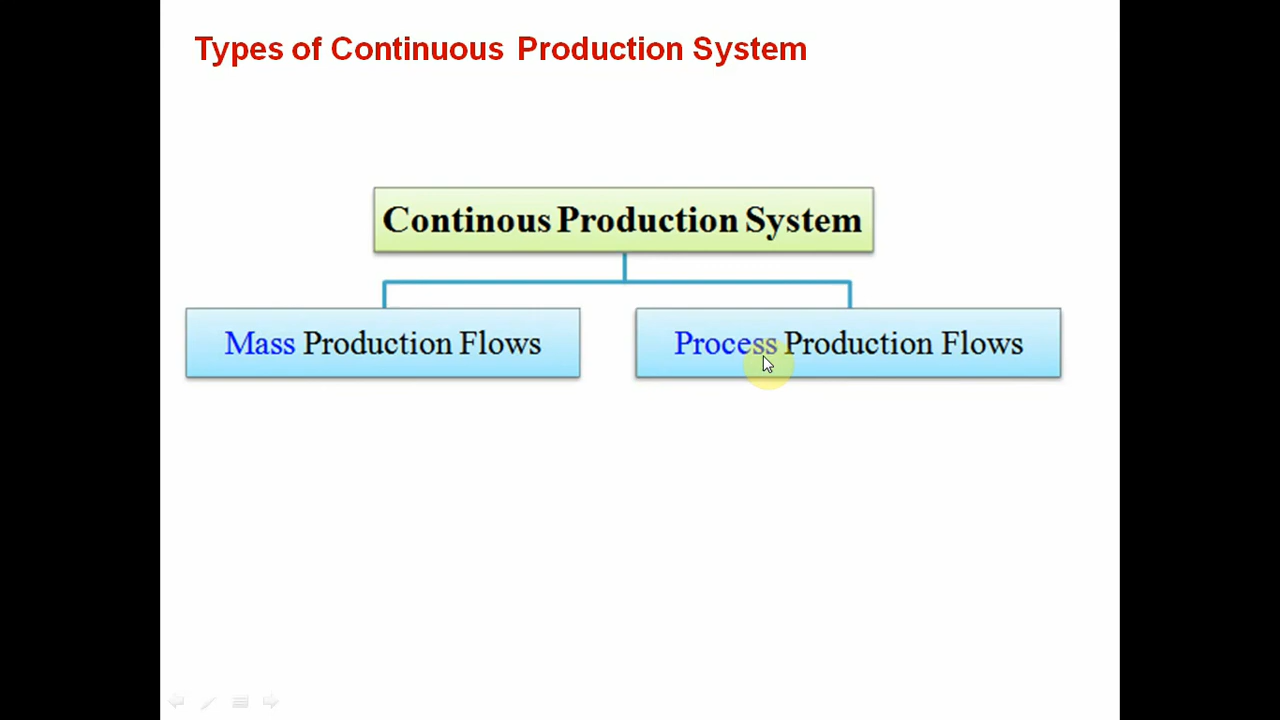 Types of Continuous Production System
Continous Production System
Mass Production Flows
Process Production Flows